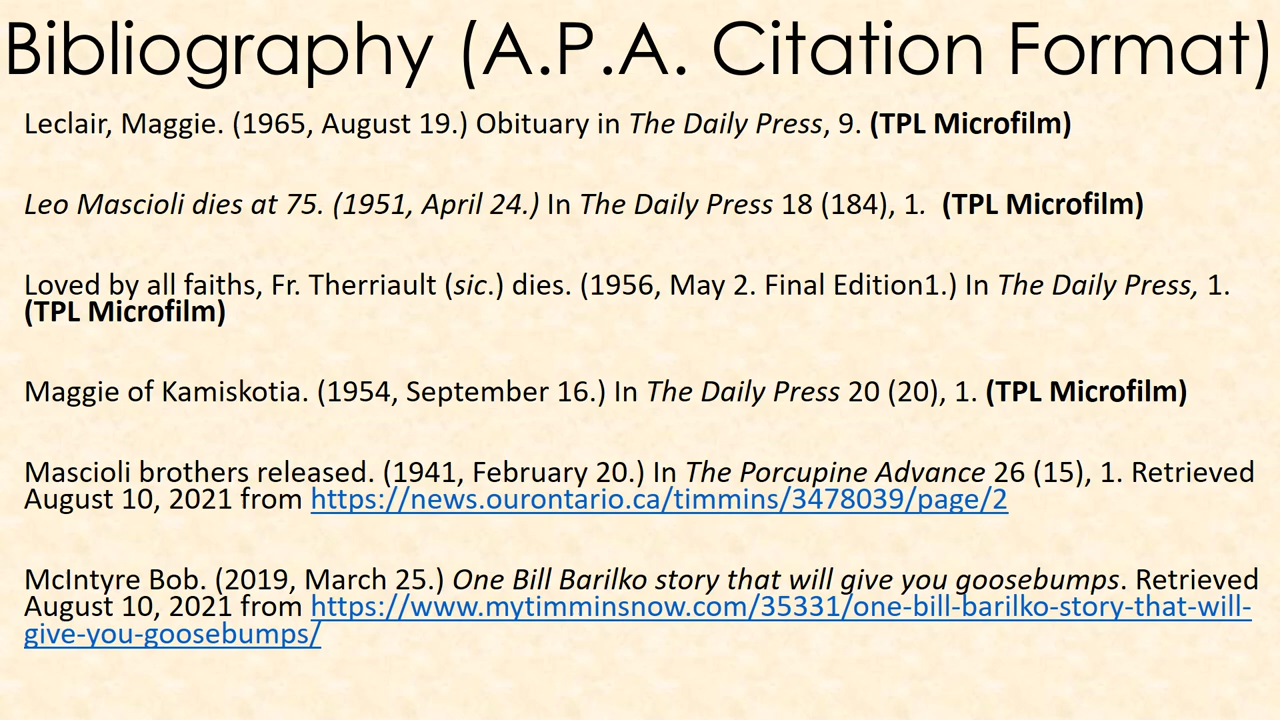 Bibliography (A.P.A. Citation Format)
Leclair, Maggie. (1965, August 19.) Obituary in The Daily Press, 9. (TPL Microfilm)
Leo Mascioli dies at 75. (1951, April 24.) In The Daily Press 18 (184), 1. (TPL Microfilm)
Loved by all faiths, Fr. Therriault (sic.) dies. (1956, May 2. Final Edition1.) In The Daily Press, 1.
(TPL Microfilm)
Maggie of Kamiskotia. (1954, September 16.) In The Daily Press 20 (20), 1. (TPL Microfilm)
Mascioli brothers released. (1941, February 20.) In The Porcupine Advance 26 (15), 1. Retrieved
August 10, 2021 from https://news.ourontario.ca/timmins/3478039/page/2
McIntyre Bob. (2019, March 25.) One Bill Barilko story that will give you goosebumps. Retrieved
August 10, 2021 from https://www.mytimminsnow.com/35331/one-bill-barilko-story-that-will-
give-you-goosebumps/